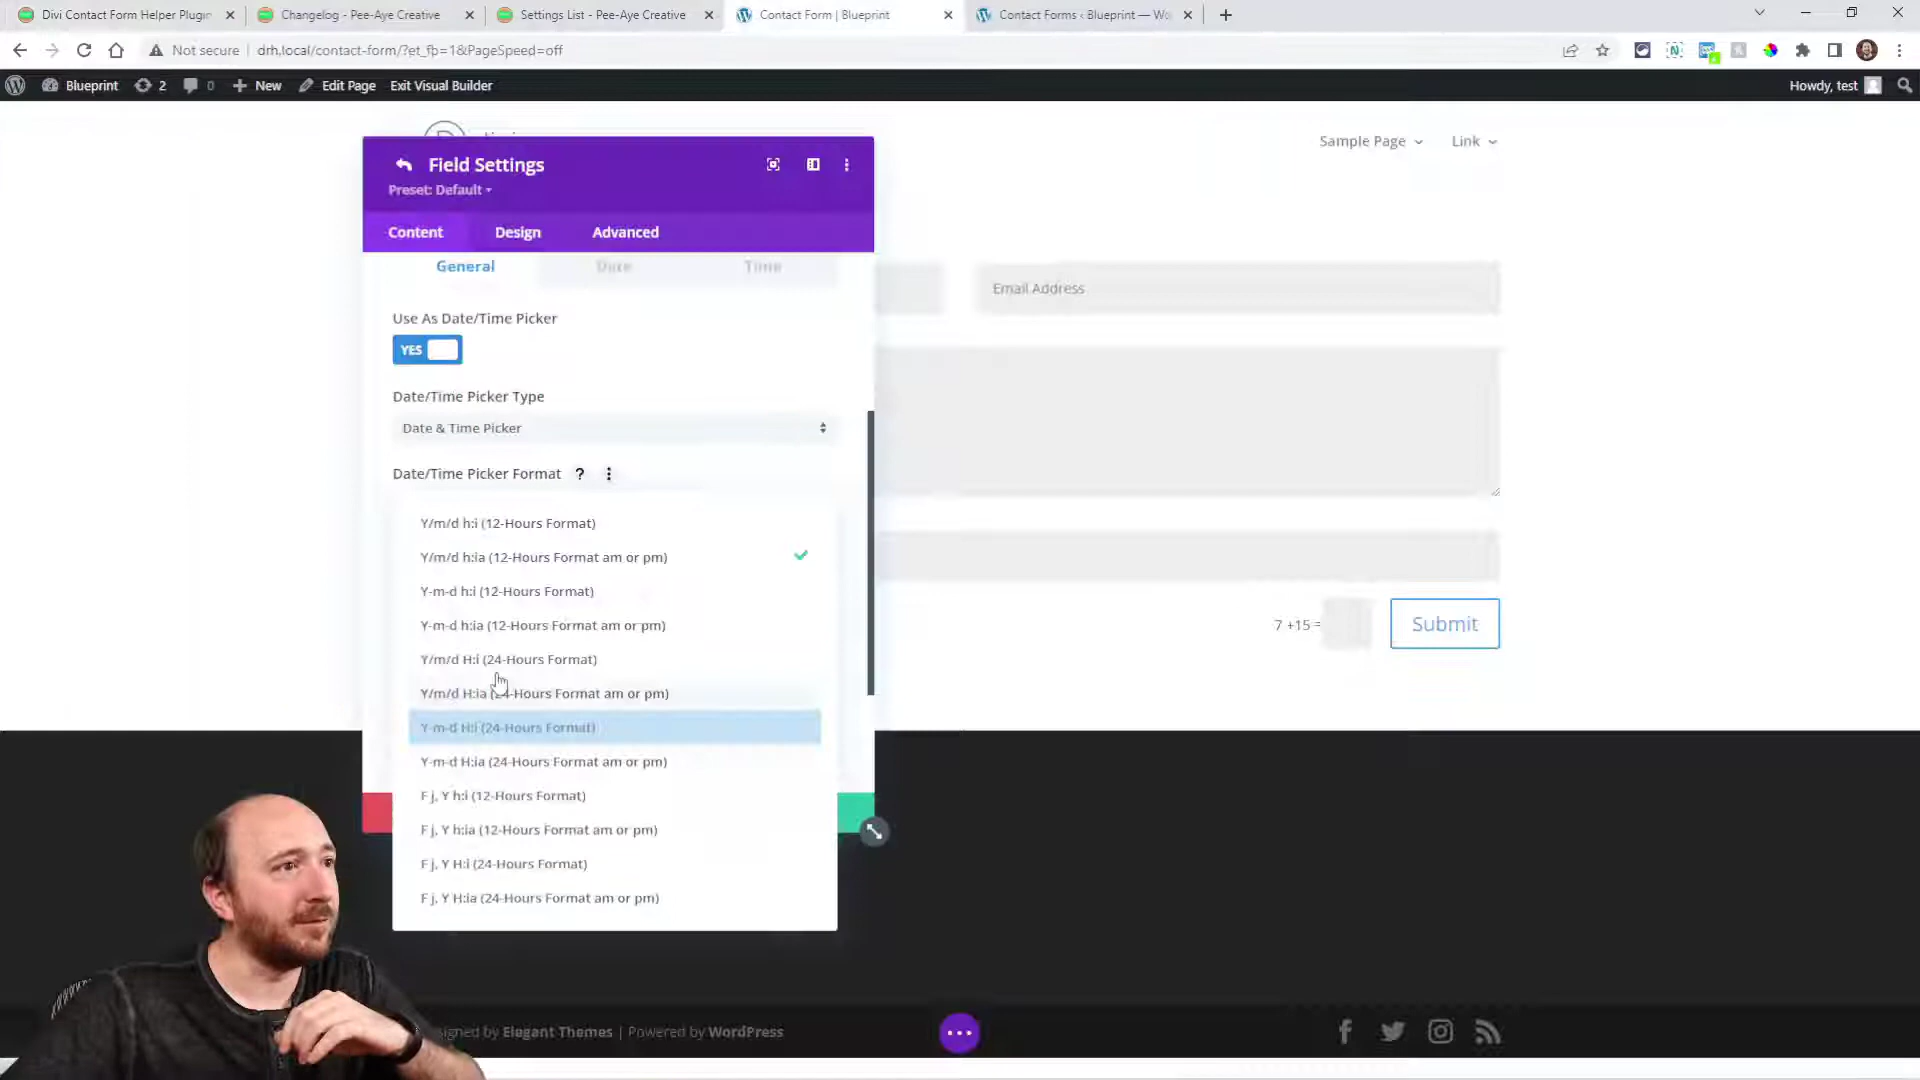 Divi Contact Form Helper Plugin
Changelog - Pee-Aye Creative
Settings List - Pee-Aye Creative
Contact Form | Blueprint
Contact Forms ‹ Blueprint — Wo
Not secure
drh.local/contact-form/?et_fb=1&PageSpeed=off
Blueprint
2
0
New
Edit Page
Exit Visual Builder
Howdy, test
Sample Page
Link
Field Settings
Preset: Default
Content
Design
Advanced
General
Date
Time
Use As Date/Time Picker
YES
Date/Time Picker Type
Date & Time Picker
Date/Time Picker Format ?
Y/m/d h:i (12-Hours Format)
Y/m/d h:ia (12-Hours Format am or pm)
Y-m-d h:i (12-Hours Format)
Y-m-d h:ia (12-Hours Format am or pm)
Y/m/d H:i (24-Hours Format)
Y/m/d H:ia (24-Hours Format am or pm)
Y-m-d H:i (24-Hours Format)
Y-m-d H:ia (24-Hours Format am or pm)
F j, Y h:i (12-Hours Format)
F j, Y h:ia (12-Hours Format am or pm)
F j, Y H:i (24-Hours Format)
F j, Y H:ia (24-Hours Format am or pm)
Email Address
7 +15 =
Submit
by Elegant Themes | Powered by WordPress